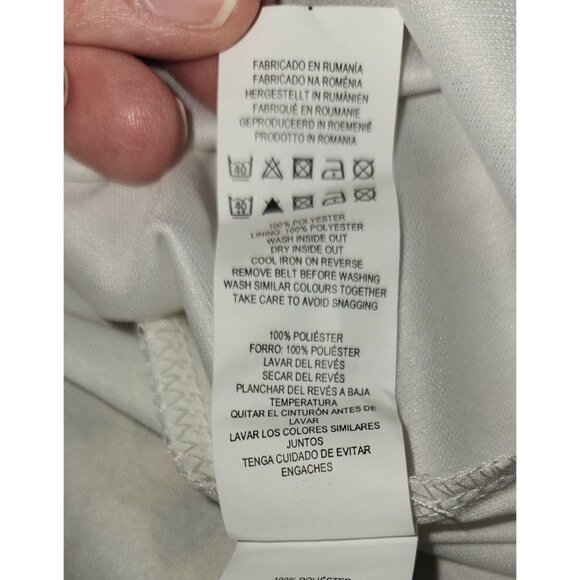 FABRICADO EN RUMANÍA
FABRICADO NA ROMÉNIA
HERGESTELLT IN RUMÄNIEN
FABRIQUÉ EN ROUMANIE
GEPRODUCEERD IN ROEMENIË
PRODOTTO IN ROMANIA
40
40
100% POLYESTER
LINING: 100% POLYESTER
WASH INSIDE OUT
DRY INSIDE OUT
COOL IRON ON REVERSE
REMOVE BELT BEFORE WASHING
WASH SIMILAR COLOURS TOGETHER
TAKE CARE TO AVOID SNAGGING
100% POLIÉSTER
FORRO: 100% POLIÉSTER
LAVAR DEL REVÉS
SECAR DEL REVÉS
PLANCHAR DEL REVÉS A BAJA
TEMPERATURA
QUITAR EL CINTURÓN ANTES DE
LAVAR
LAVAR LOS COLORES SIMILARES
JUNTOS
TENGA CUIDADO DE EVITAR
ENGACHES
100% POLIÉSTER